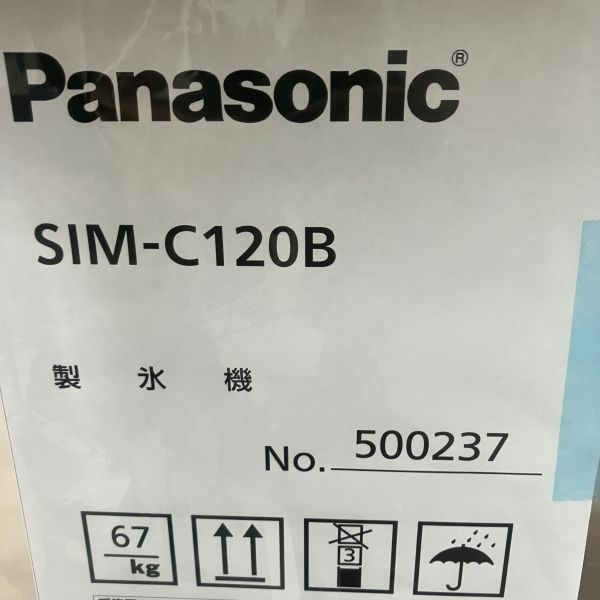 Panasonic®
SIM-C120B
製氷機
No. 500237
67
kg
3